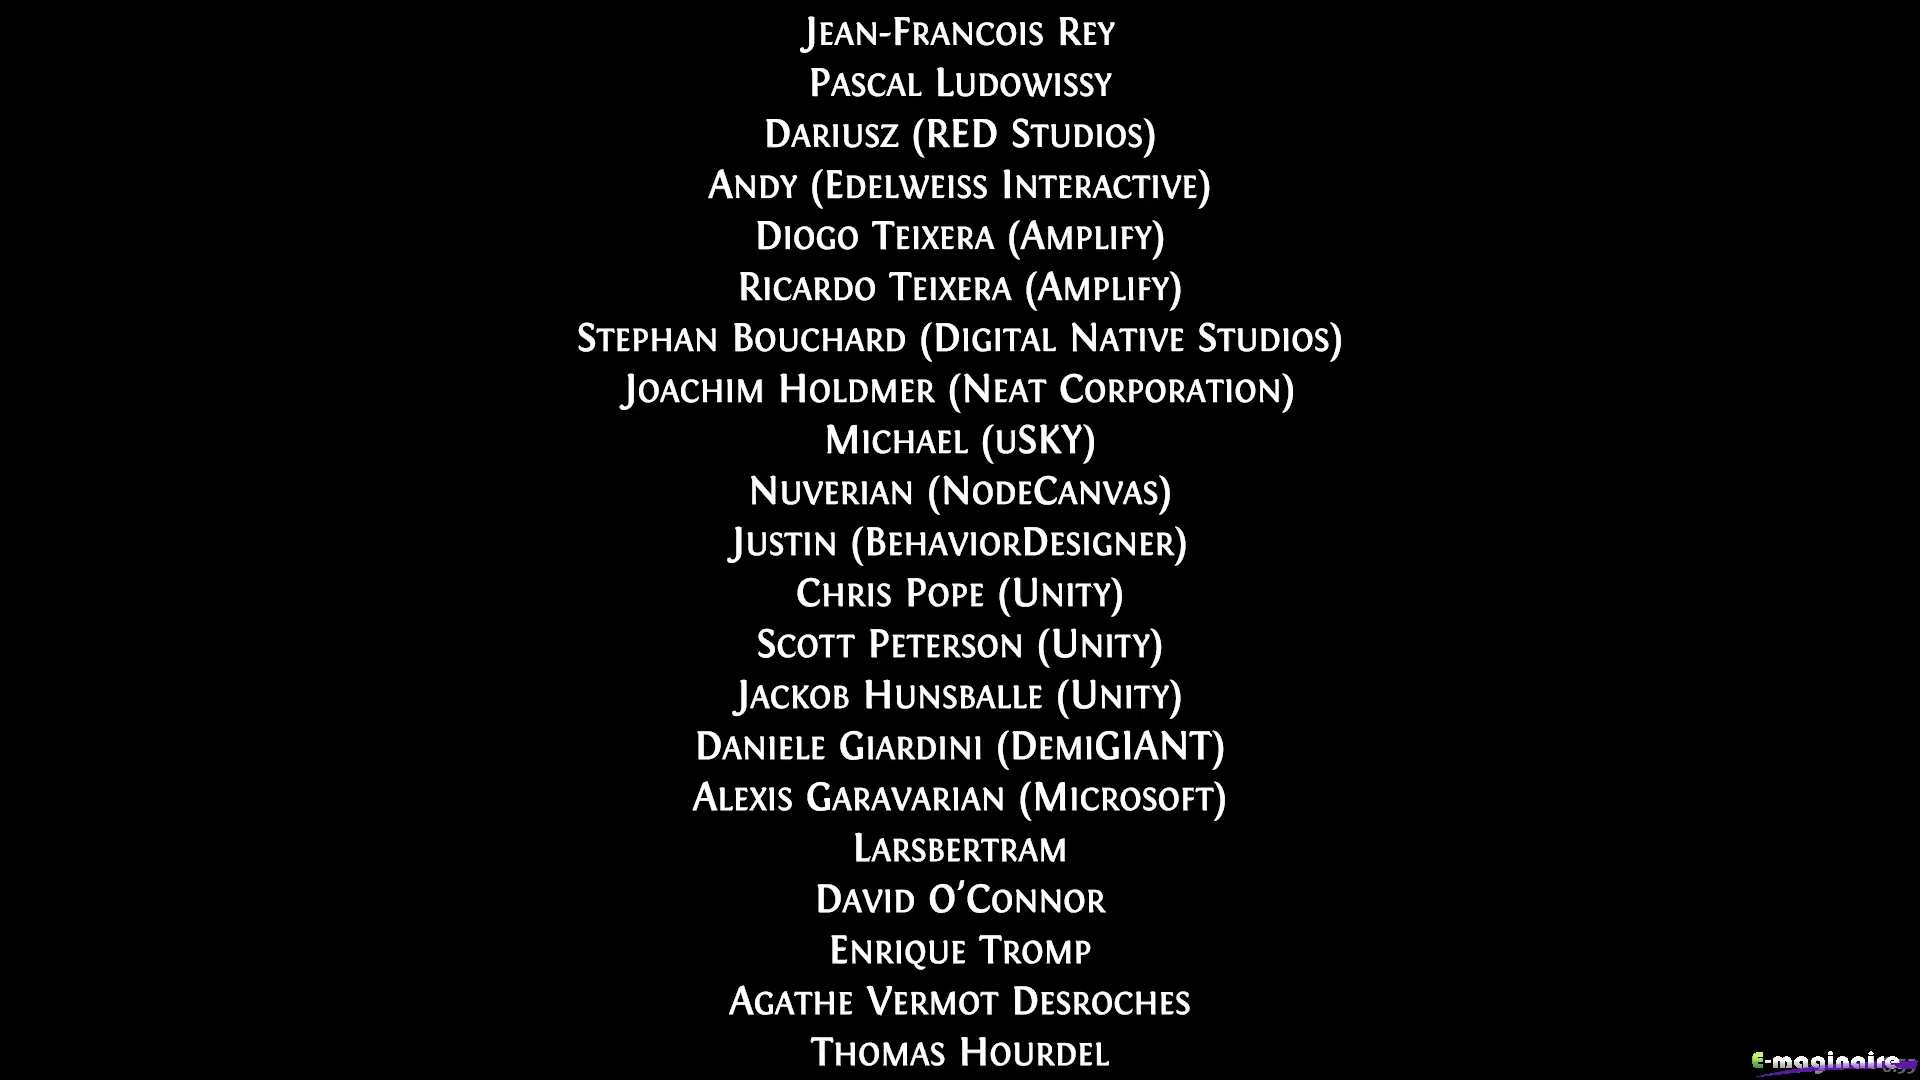 Jean-Francois Rey
Pascal Ludowissy
Dariusz (RED Studios)
Andy (Edelweiss Interactive)
Diogo Teixera (Amplify)
Ricardo Teixera (Amplify)
Stephan Bouchard (Digital Native Studios)
Joachim Holdmer (Neat Corporation)
Michael (uSKY)
Nuverian (NodeCanvas)
Justin (BehaviorDesigner)
Chris Pope (Unity)
Scott Peterson (Unity)
Jackob Hunsballe (Unity)
Daniele Giardini (DemiGIANT)
Alexis Garavarian (Microsoft)
Larsbertram
David O'Connor
Enrique Tromp
Agathe Vermot Desroches
Thomas Hourdel
E-maginaire